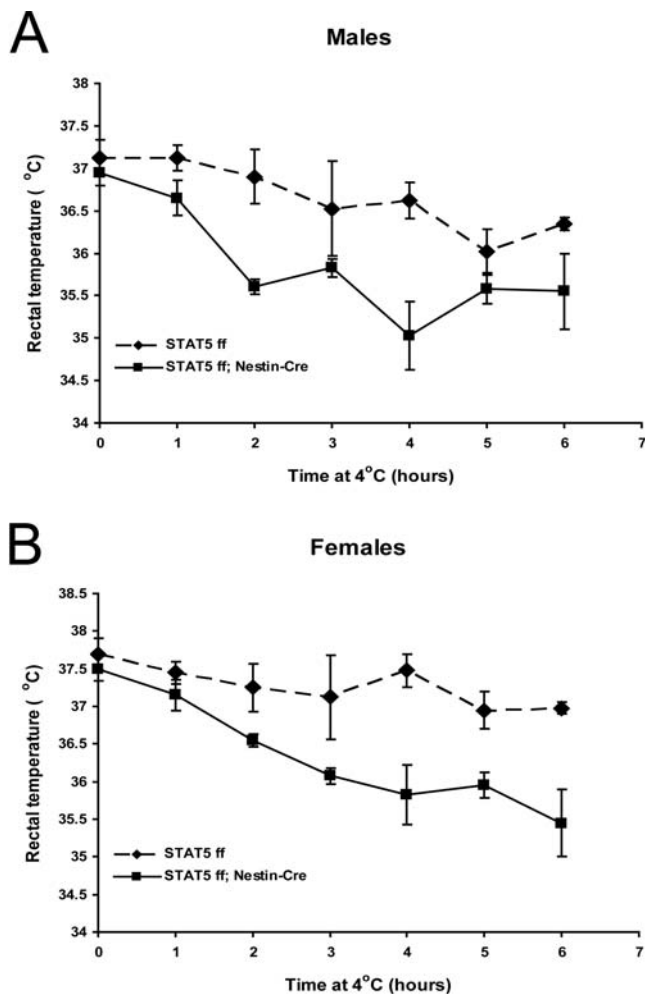 A
Males
38
37.5
37
36.5
36
35.5
35
34.5
34
Rectal temperature ( °C)
STAT5 ff
STAT5 ff; Nestin-Cre
0 1 2 3 4 5 6 7
Time at 4°C (hours)
B
Females
38.5
38
37.5
37
36.5
36
35.5
35
34.5
34
Rectal temperature ( °C)
STAT5 ff
STAT5 ff; Nestin-Cre
0 1 2 3 4 5 6 7
Time at 4°C (hours)